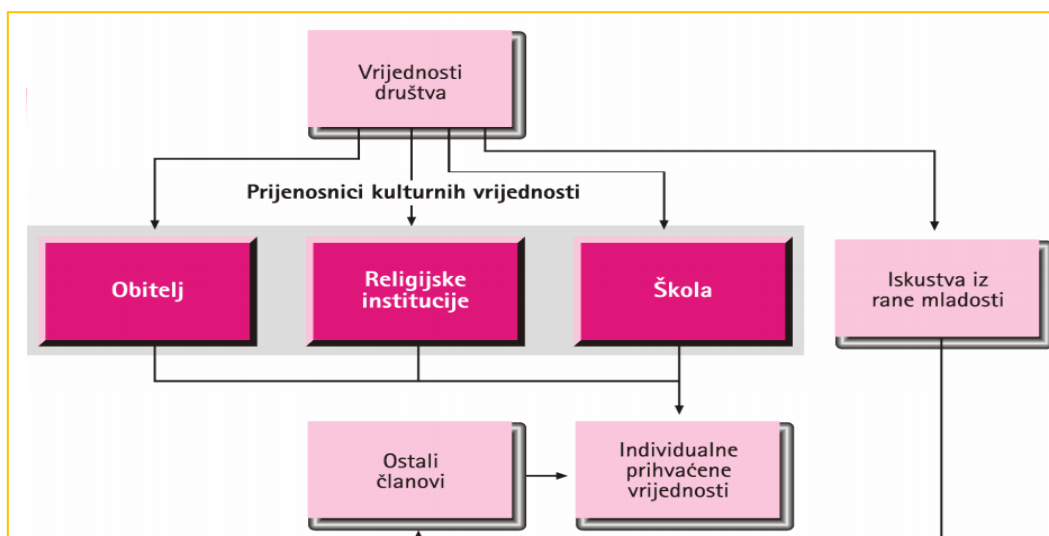 Vrijednosti
društva
Prijenosnici kulturnih vrijednosti
Obitelj
Religijske
institucije
Škola
Iskustva iz
rane mladosti
Ostali
članovi
Individualne
prihvaćene
vrijednosti